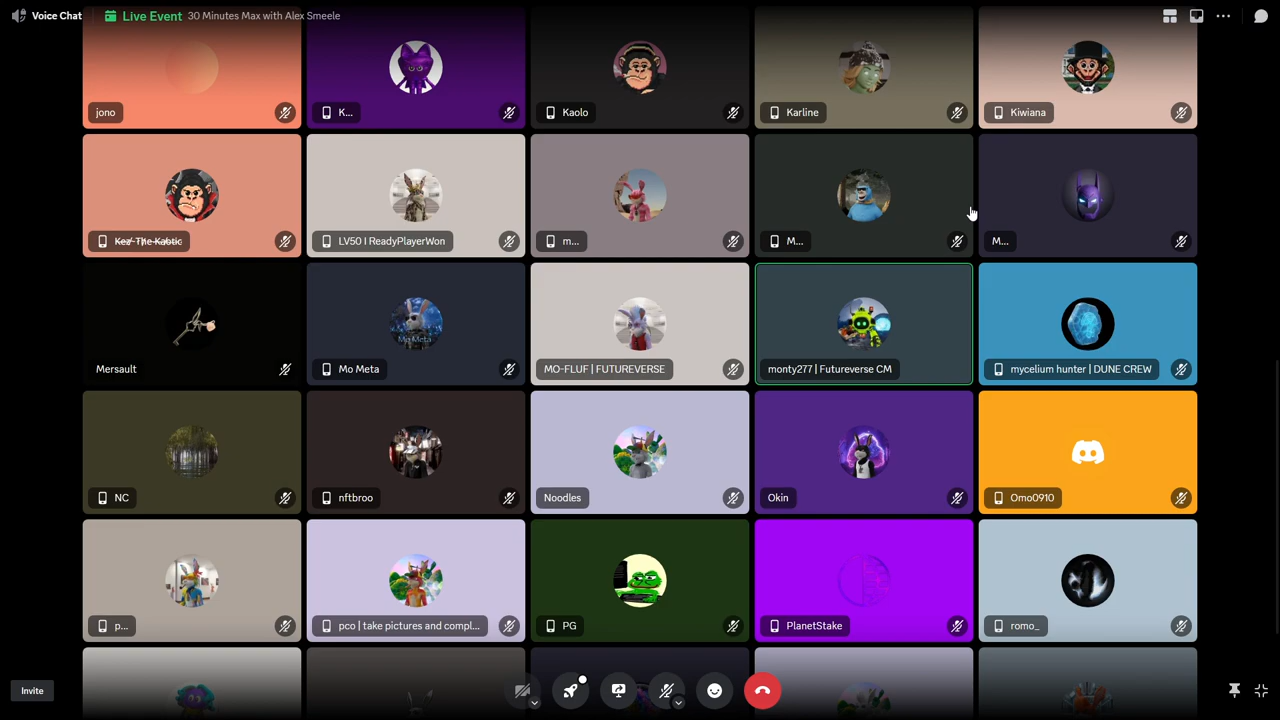 Voice Chat
Live Event 30 Minutes Max with Alex Smeele
jono
K...
Kaolo
Karline
Kiwiana
Kez-The-Kabtic
LV50 I ReadyPlayerWon
m...
M...
M...
Mersault
Mo Meta
Mo Meta
MO-FLUF | FUTUREVERSE
monty277 | Futureverse CM
mycelium hunter | DUNE CREW
NC
nftbroo
Noodles
Okin
Omo0910
p...
pco | take pictures and compl...
PG
PlanetStake
romo_
Invite